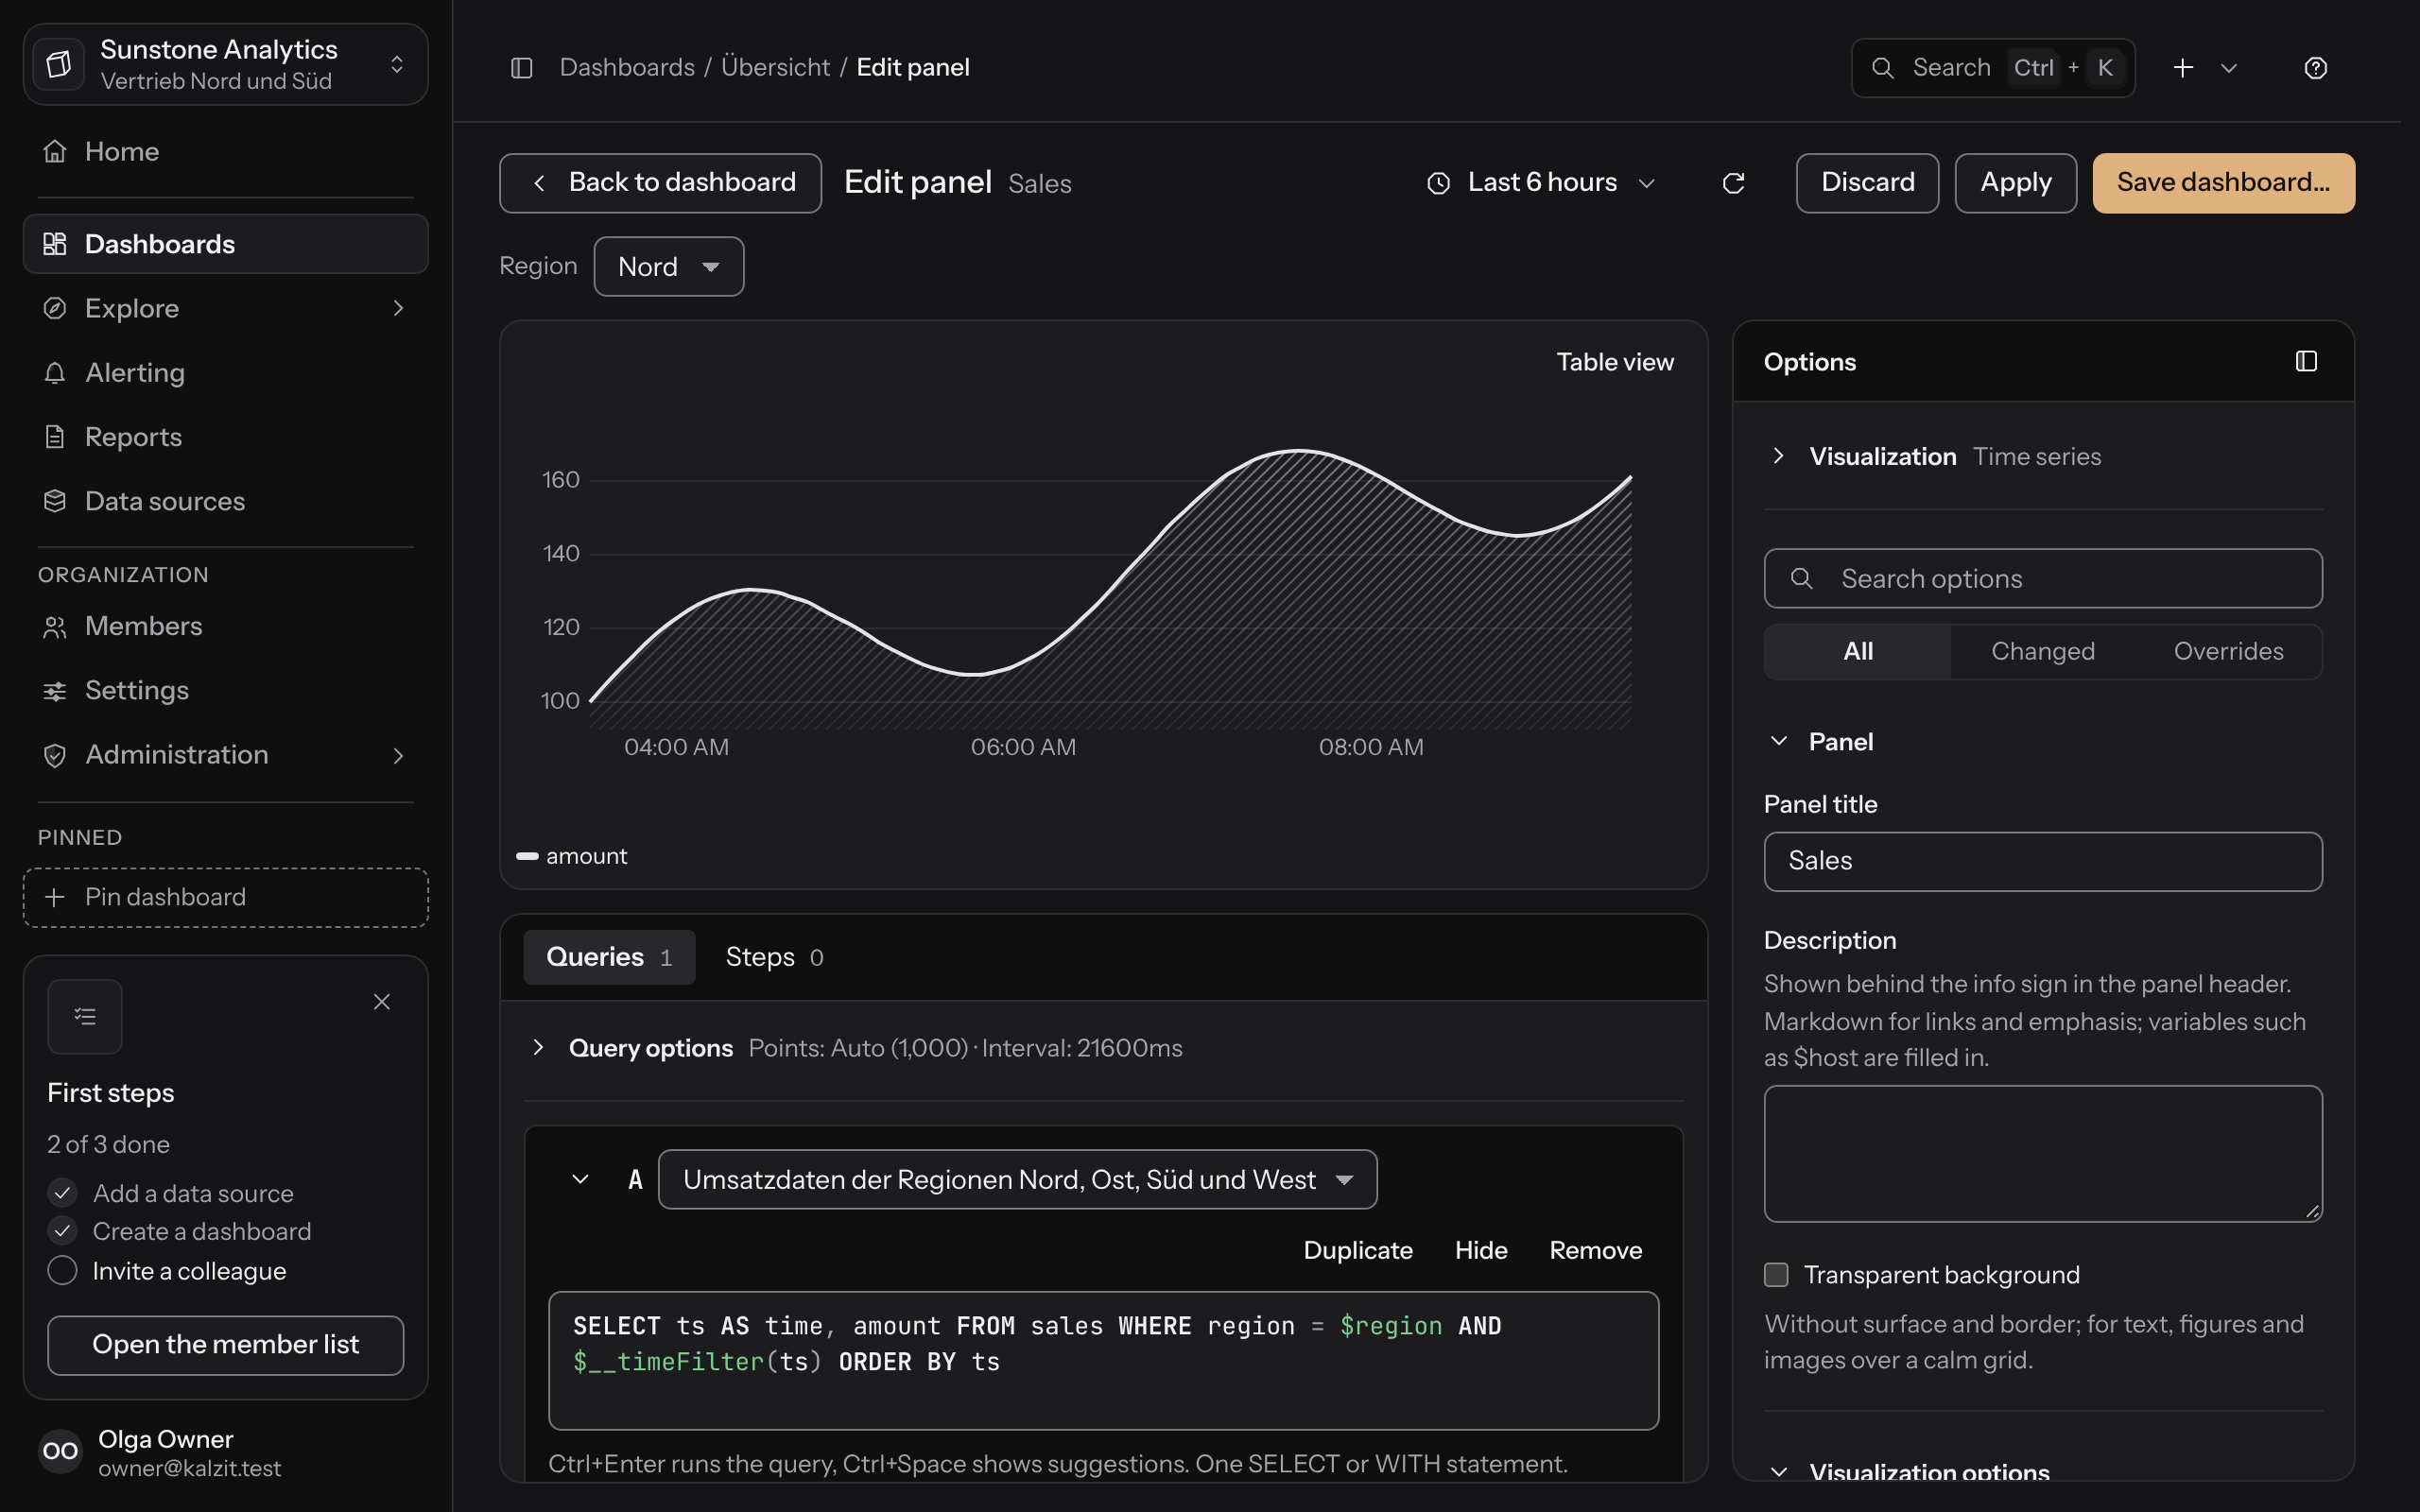 Sunstone Analytics
Vertrieb Nord und Süd
Home
Dashboards
Explore
Alerting
Reports
Data sources
ORGANIZATION
Members
Settings
Administration
PINNED
Pin dashboard
First steps
2 of 3 done
Add a data source
Create a dashboard
Invite a colleague
Open the member list
OO
Olga Owner
owner@kalzit.test
Dashboards / Übersicht / Edit panel
Search Ctrl + K
Back to dashboard
Edit panel Sales
Last 6 hours
Discard
Apply
Save dashboard...
Region
Nord
Table view
160
140
120
100
04:00 AM
06:00 AM
08:00 AM
amount
Queries 1
Steps 0
Query options Points: Auto (1,000) · Interval: 21600ms
A
Umsatzdaten der Regionen Nord, Ost, Süd und West
Duplicate
Hide
Remove
SELECT ts AS time, amount FROM sales WHERE region = $region AND
$__timeFilter(ts) ORDER BY ts
Ctrl+Enter runs the query, Ctrl+Space shows suggestions. One SELECT or WITH statement.
Options
Visualization Time series
Search options
All
Changed
Overrides
Panel
Panel title
Sales
Description
Shown behind the info sign in the panel header.
Markdown for links and emphasis; variables such
as $host are filled in.
Transparent background
Without surface and border; for text, figures and
images over a calm grid.
Visualization options